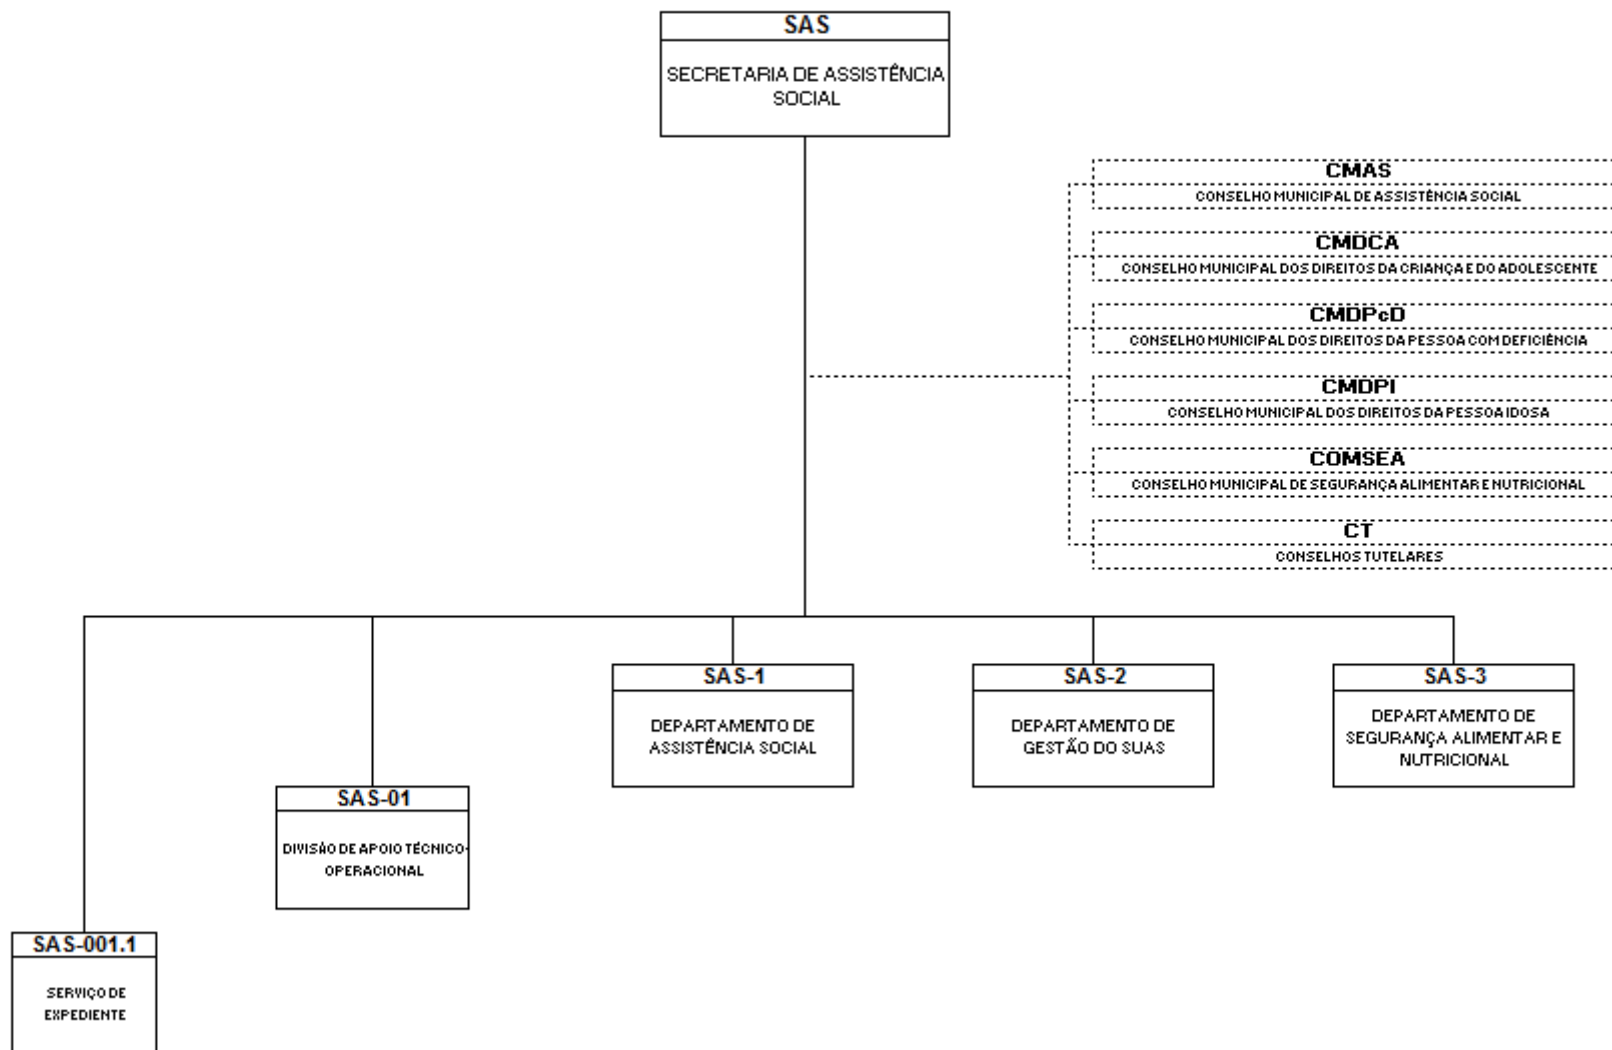 SAS
SECRETARIA DE ASSISTÊNCIA
SOCIAL
CMAS
CONSELHO MUNICIPAL DE ASSISTÊNCIA SOCIAL
CMDCA
CONSELHO MUNICIPAL DOS DIREITOS DA CRIANÇA E DO ADOLESCENTE
CMDPcD
CONSELHO MUNICIPAL DOS DIREITOS DA PESSOA COM DEFICIÊNCIA
CMDPI
CONSELHO MUNICIPAL DOS DIREITOS DA PESSOA IDOSA
COMSEA
CONSELHO MUNICIPAL DE SEGURANÇA ALIMENTAR E NUTRICIONAL
CT
CONSELHOS TUTELARES
SAS-1
DEPARTAMENTO DE
ASSISTÊNCIA SOCIAL
SAS-2
DEPARTAMENTO DE
GESTÃO DO SUAS
SAS-3
DEPARTAMENTO DE
SEGURANÇA ALIMENTAR E
NUTRICIONAL
SAS-01
DIVISÃO DE APOIO TÉCNICO-
OPERACIONAL
SAS-001.1
SERVIÇO DE
EXPEDIENTE